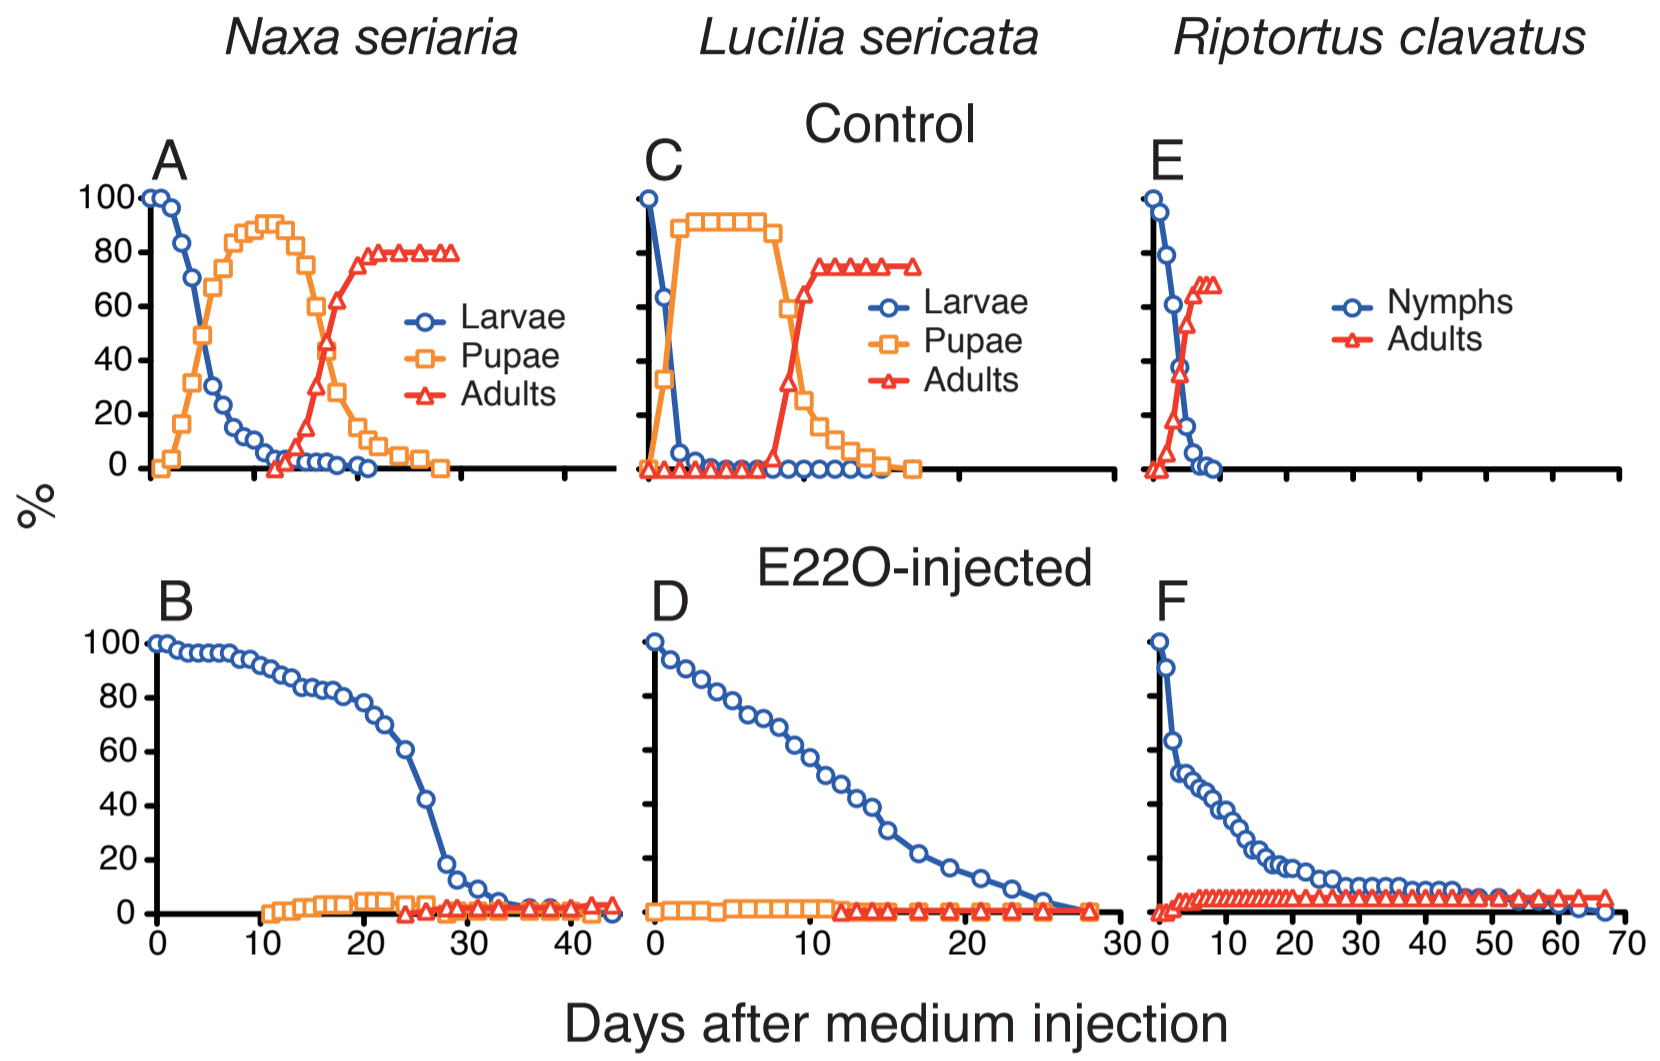 Naxa seriaria
Lucilia sericata
Riptortus clavatus
Control
A
C
E
100
80
60
40
20
0
Larvae
Pupae
Adults
Larvae
Pupae
Adults
Nymphs
Adults
%
E22O-injected
B
D
F
100
80
60
40
20
0
0 10 20 30 40
0 10 20 30
0 10 20 30 40 50 60 70
Days after medium injection